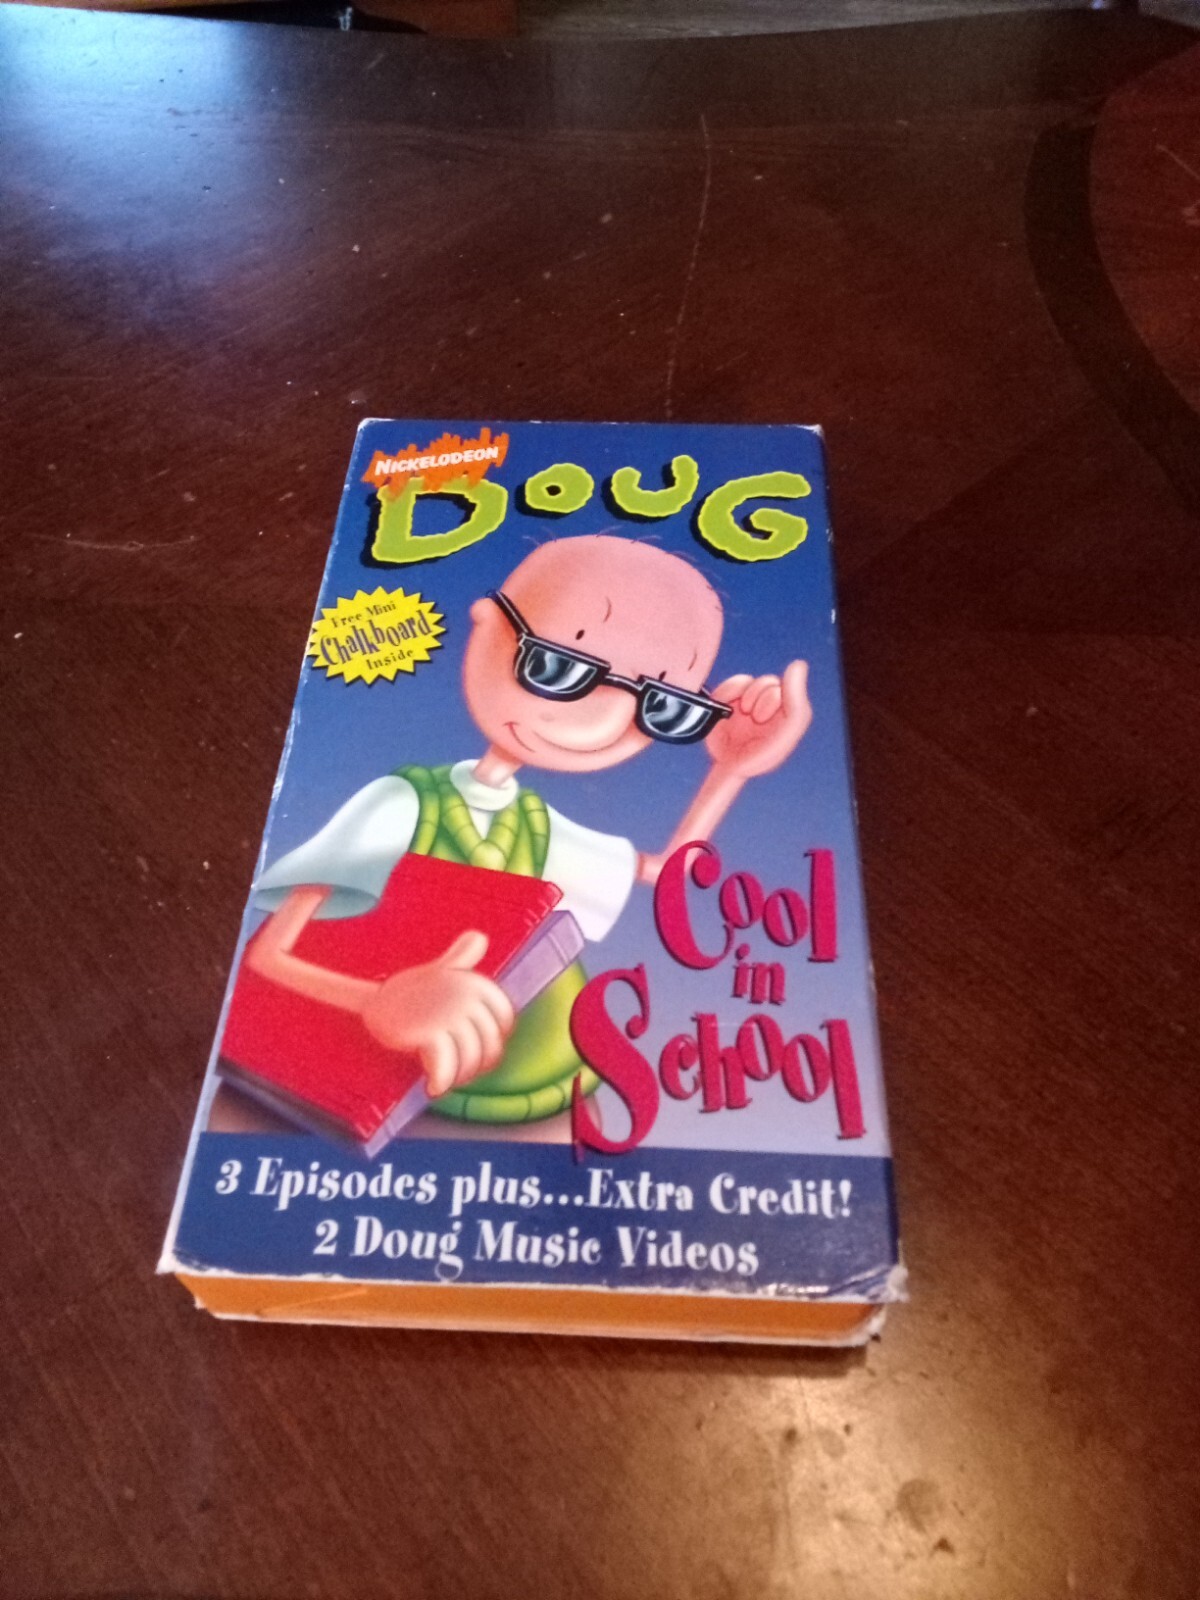 NICKELODEON
DOUG
Free Mini
Chalkboard
Inside
Cool
in
School
3 Episodes plus...Extra Credit!
2 Doug Music Videos